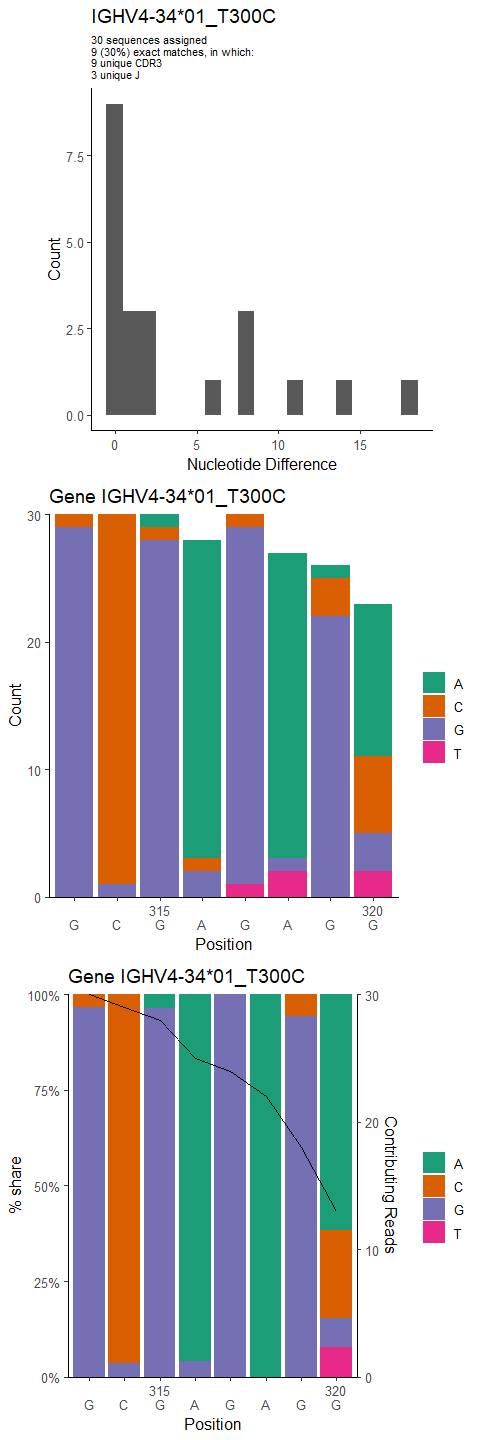 IGHV4-34*01_T300C
30 sequences assigned
9 (30%) exact matches, in which:
9 unique CDR3
3 unique J
7.5
5.0
2.5
0.0
Count
0 5 10 15
Nucleotide Difference
Gene IGHV4-34*01_T300C
30
20
10
0
Count
315 320
G C G A G A G G
Position
A
C
G
T
Gene IGHV4-34*01_T300C
100%
75%
50%
25%
0%
% share
30
20
10
0
Contributing Reads
315 320
G C G A G A G G
Position
A
C
G
T